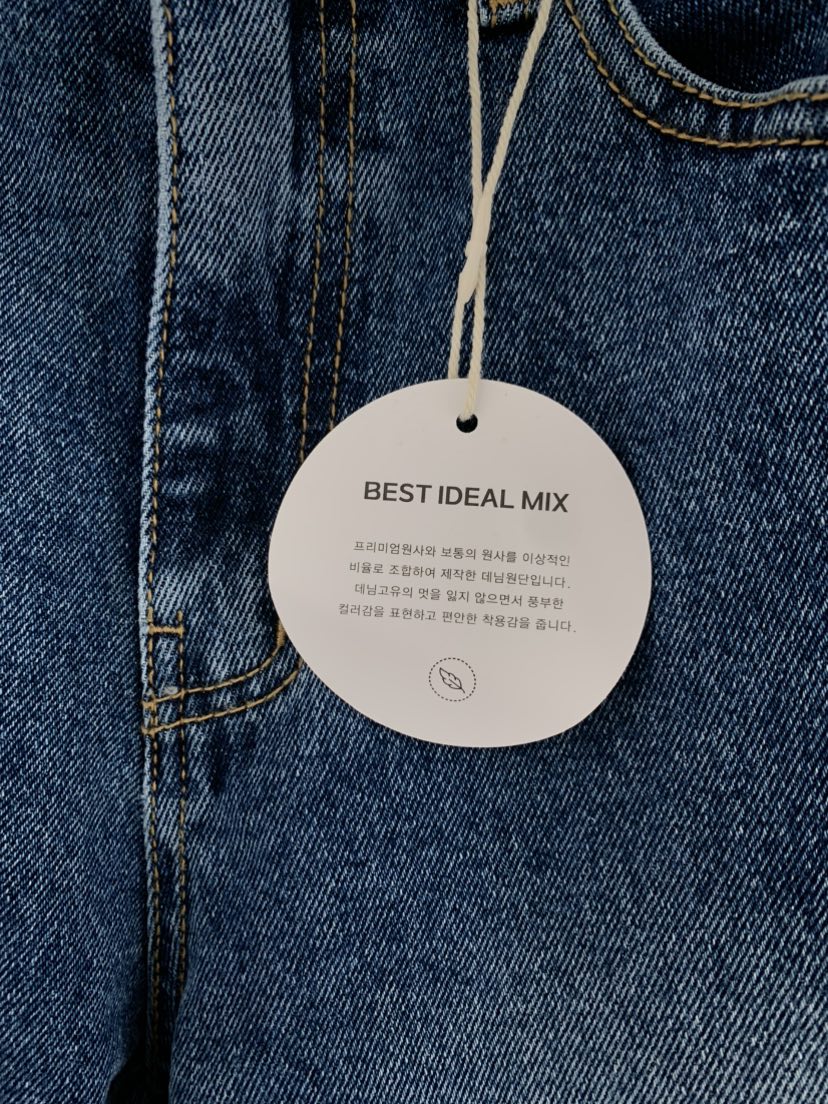 BEST IDEAL MIX
프리미엄원사와 보통의 원사를 이상적인
비율로 조합하여 제작한 데님원단입니다.
데님고유의 멋을 잃지 않으면서 풍부한
컬러감을 표현하고 편안한 착용감을 줍니다.